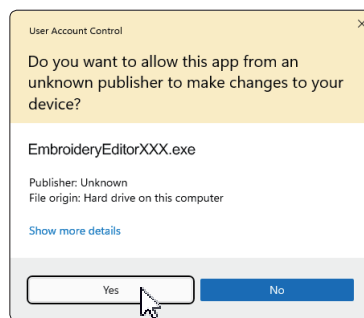 User Account Control
Do you want to allow this app from an
unknown publisher to make changes to your
device?
EmbroideryEditorXXX.exe
Publisher: Unknown
File origin: Hard drive on this computer
Show more details
Yes
No